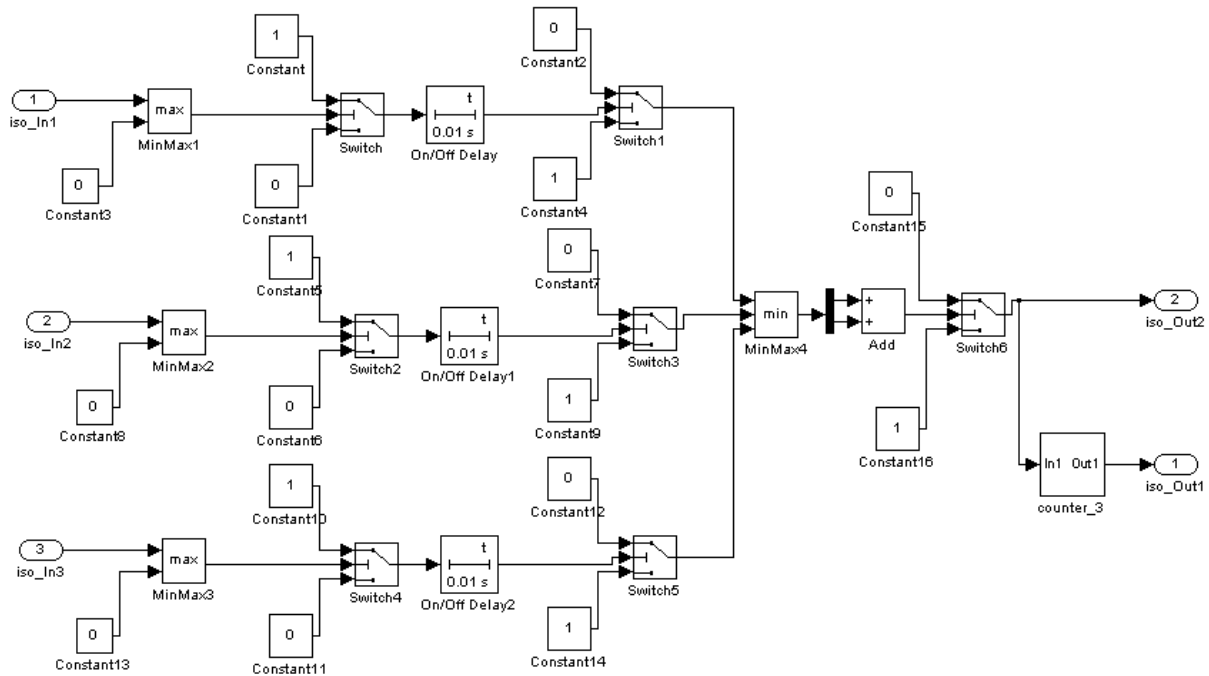 1
Constant
0
Constant2
1
iso_In1
max
MinMax1
Switch
t
0.01 s
On/Off Delay
Switch1
0
Constant3
0
Constant1
1
Constant4
0
Constant15
1
Constant5
0
Constant7
2
iso_In2
max
MinMax2
Switch2
t
0.01 s
On/Off Delay1
Switch3
min
MinMax4
+
+
Add
Switch6
2
iso_Out2
0
Constant8
0
Constant6
1
Constant9
1
Constant16
In1 Out1
counter_3
1
iso_Out1
1
Constant10
0
Constant12
3
iso_In3
max
MinMax3
Switch4
t
0.01 s
On/Off Delay2
Switch5
0
Constant13
0
Constant11
1
Constant14